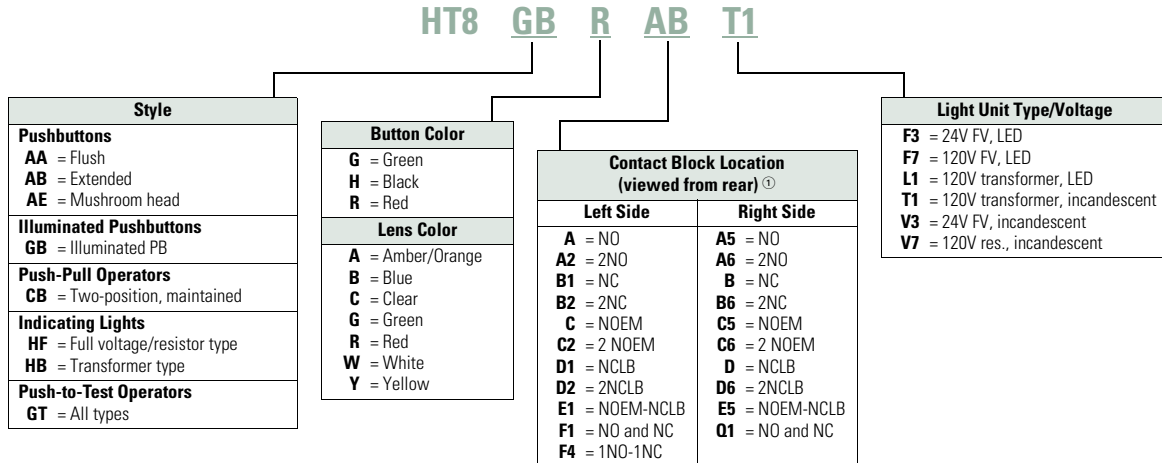 HT8 GB R AB T1
Style
Pushbuttons
AA = Flush
AB = Extended
AE = Mushroom head
Illuminated Pushbuttons
GB = Illuminated PB
Push-Pull Operators
CB = Two-position, maintained
Indicating Lights
HF = Full voltage/resistor type
HB = Transformer type
Push-to-Test Operators
GT = All types
Button Color
G = Green
H = Black
R = Red
Lens Color
A = Amber/Orange
B = Blue
C = Clear
G = Green
R = Red
W = White
Y = Yellow
Contact Block Location
(viewed from rear) ①
Left Side
A = NO
A2 = 2NO
B1 = NC
B2 = 2NC
C = NOEM
C2 = 2 NOEM
D1 = NCLB
D2 = 2NCLB
E1 = NOEM-NCLB
F1 = NO and NC
F4 = 1NO-1NC
Right Side
A5 = NO
A6 = 2NO
B = NC
B6 = 2NC
C5 = NOEM
C6 = 2 NOEM
D = NCLB
D6 = 2NCLB
E5 = NOEM-NCLB
Q1 = NO and NC
Light Unit Type/Voltage
F3 = 24V FV, LED
F7 = 120V FV, LED
L1 = 120V transformer, LED
T1 = 120V transformer, incandescent
V3 = 24V FV, incandescent
V7 = 120V res., incandescent